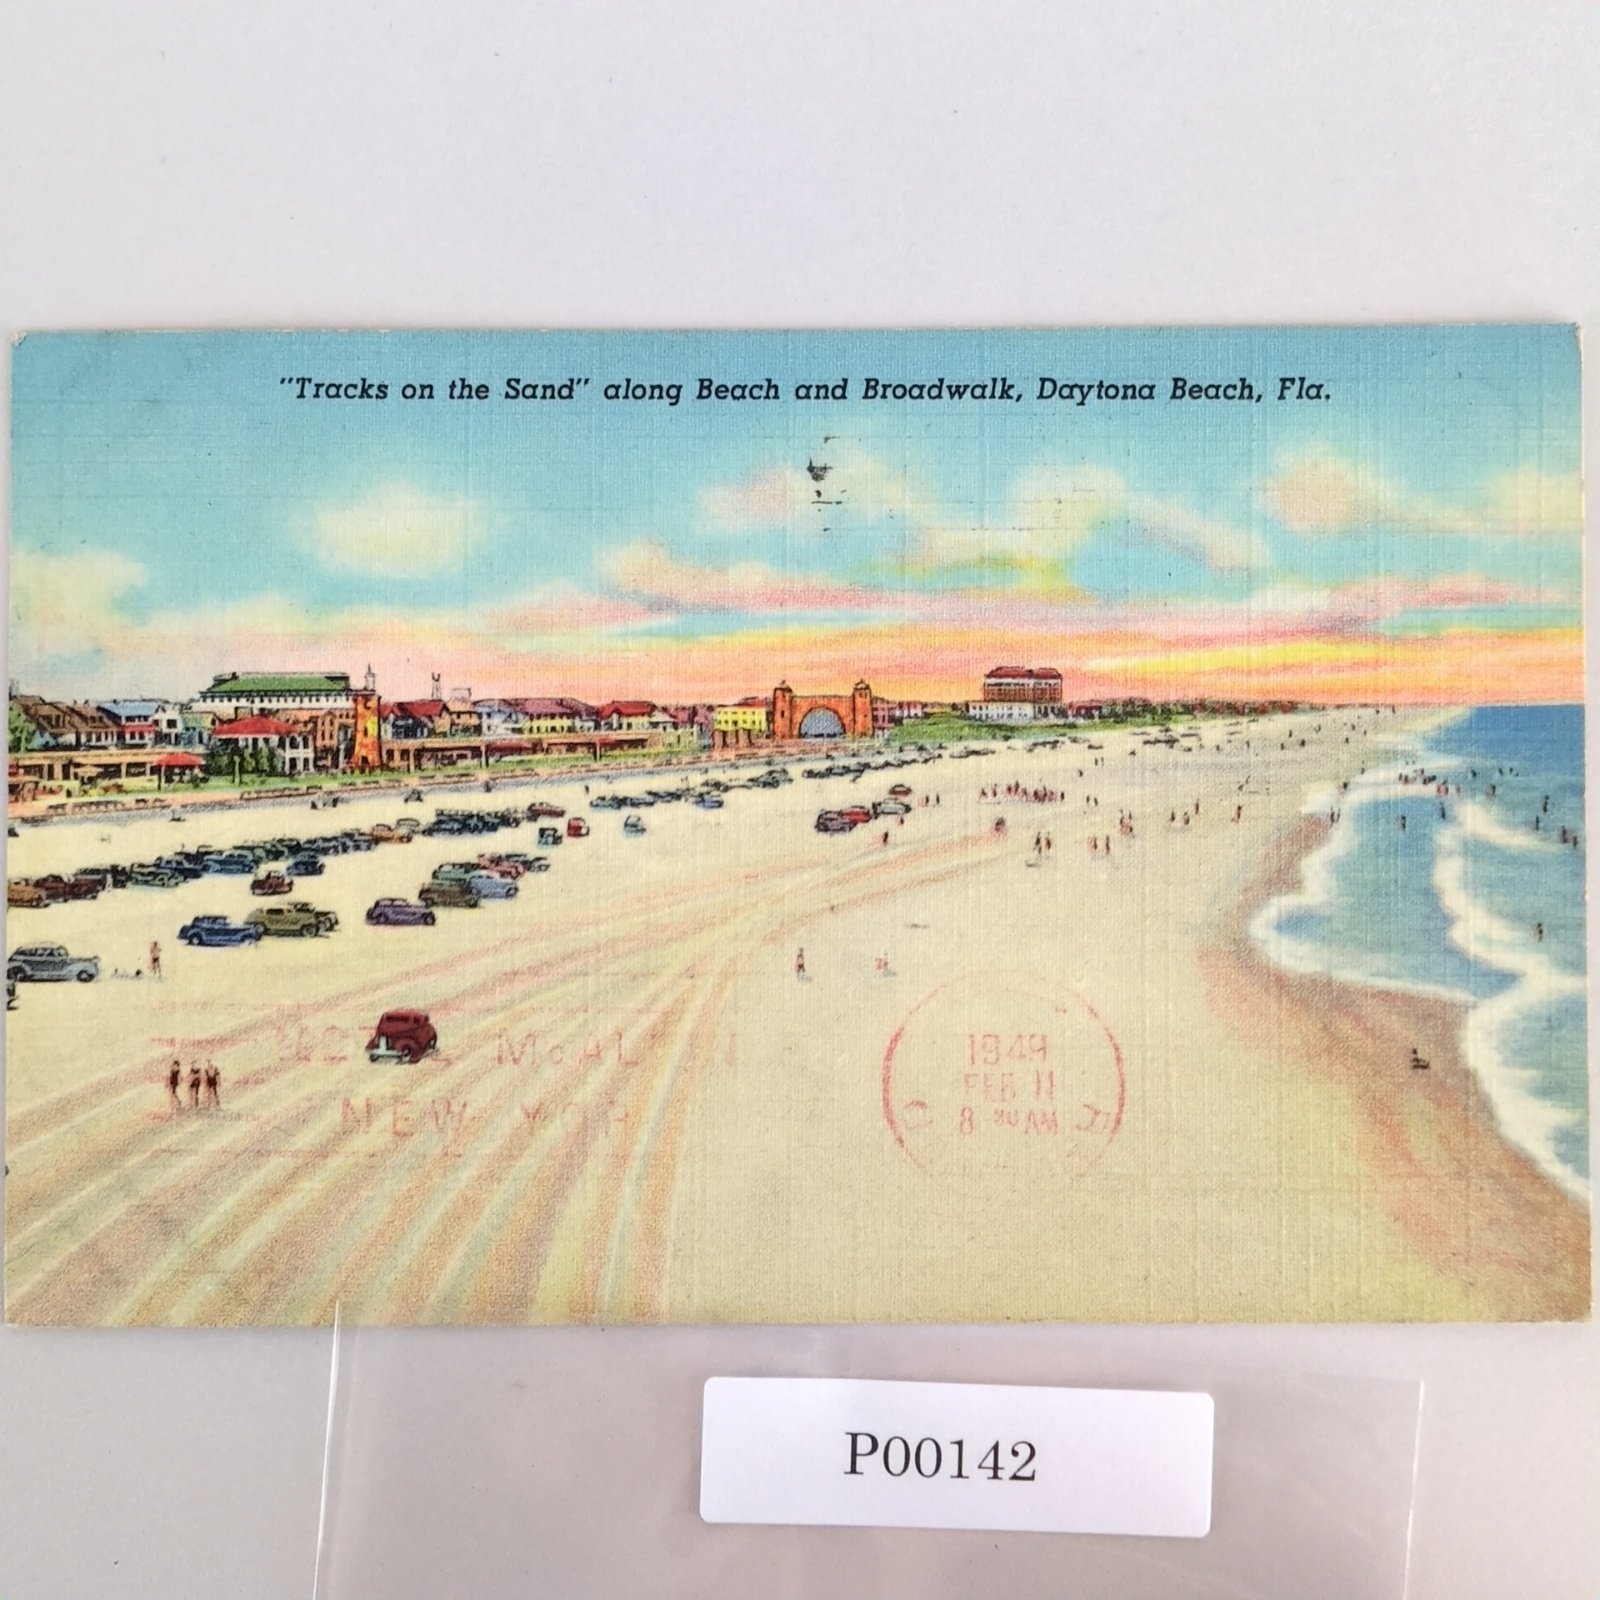 "Tracks on the Sand" along Beach and Broadwalk, Daytona Beach, Fla.
NEW
1949
FEB 11
8 AM
P00142